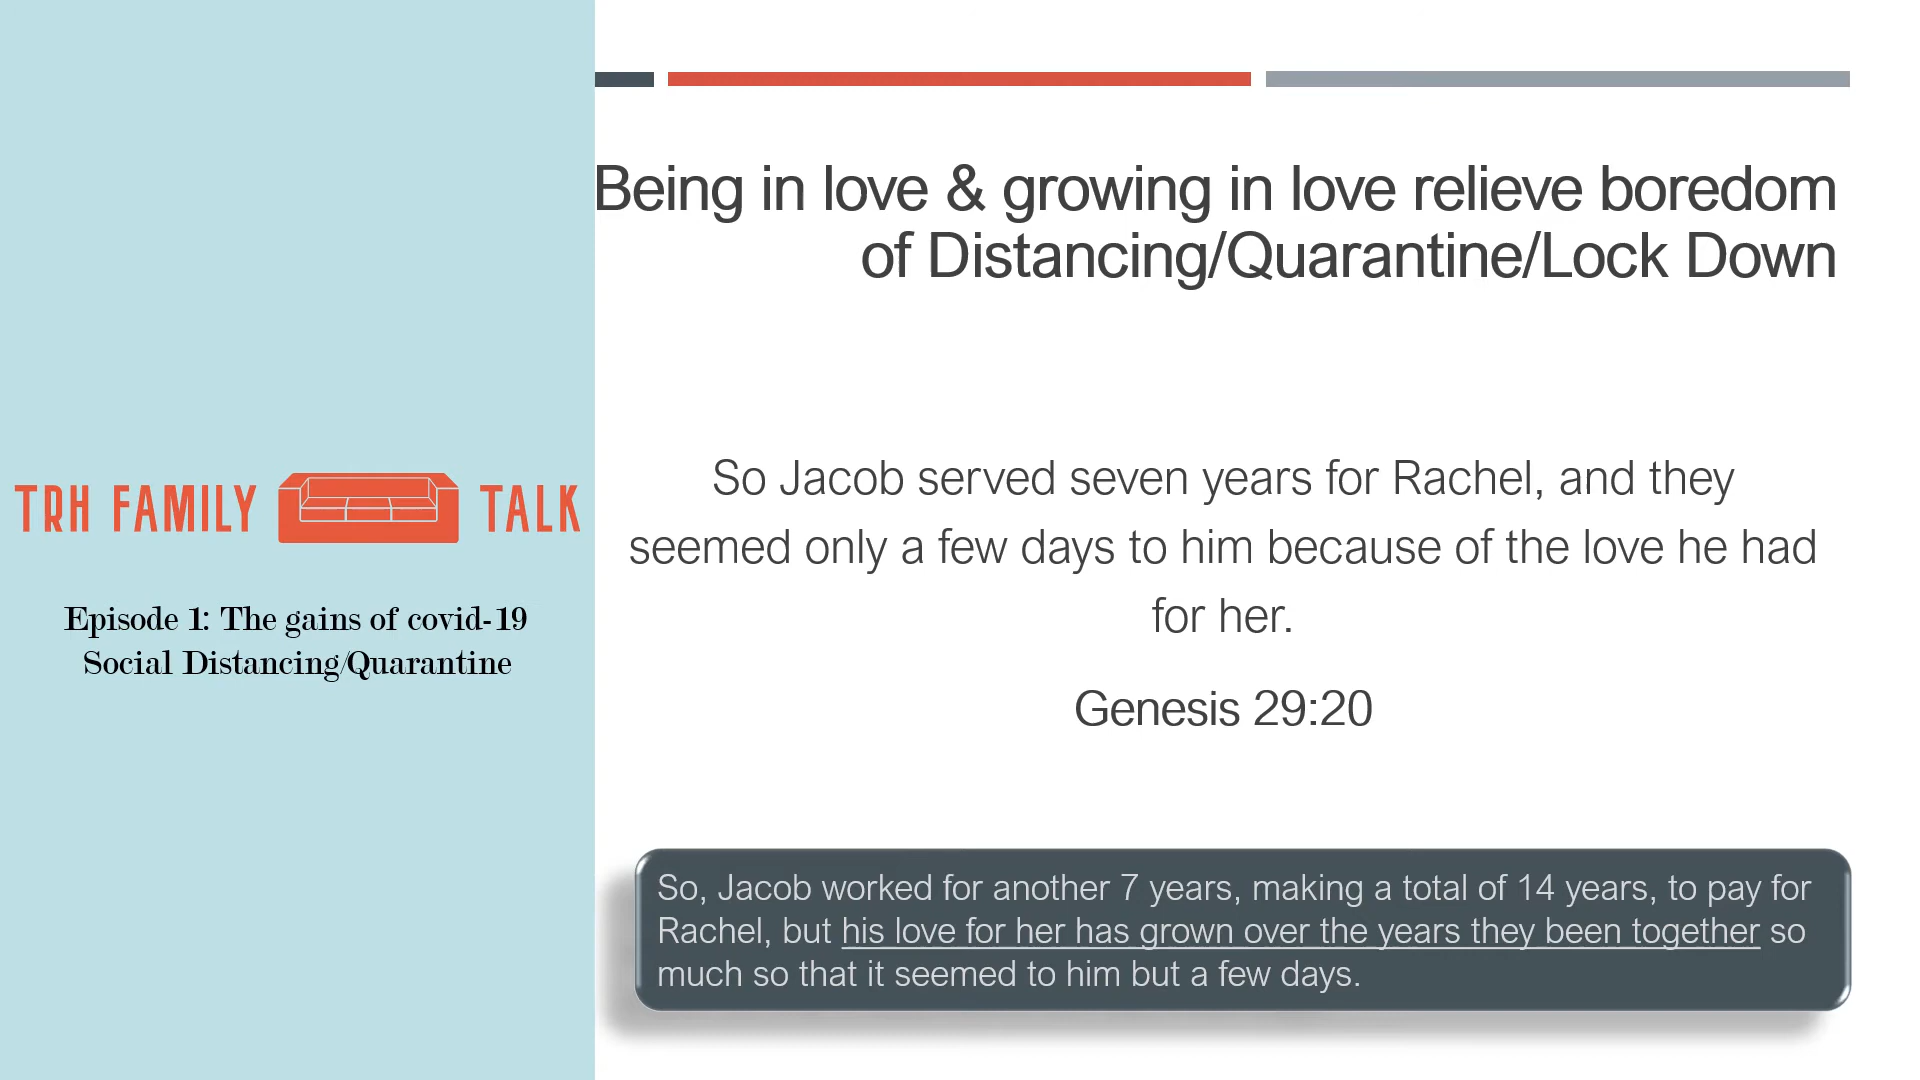 TRH FAMILY TALK
Episode 1: The gains of covid-19
Social Distancing/Quarantine
Being in love & growing in love relieve boredom
of Distancing/Quarantine/Lock Down
So Jacob served seven years for Rachel, and they
seemed only a few days to him because of the love he had
for her.
Genesis 29:20
So, Jacob worked for another 7 years, making a total of 14 years, to pay for
Rachel, but his love for her has grown over the years they been together so
much so that it seemed to him but a few days.